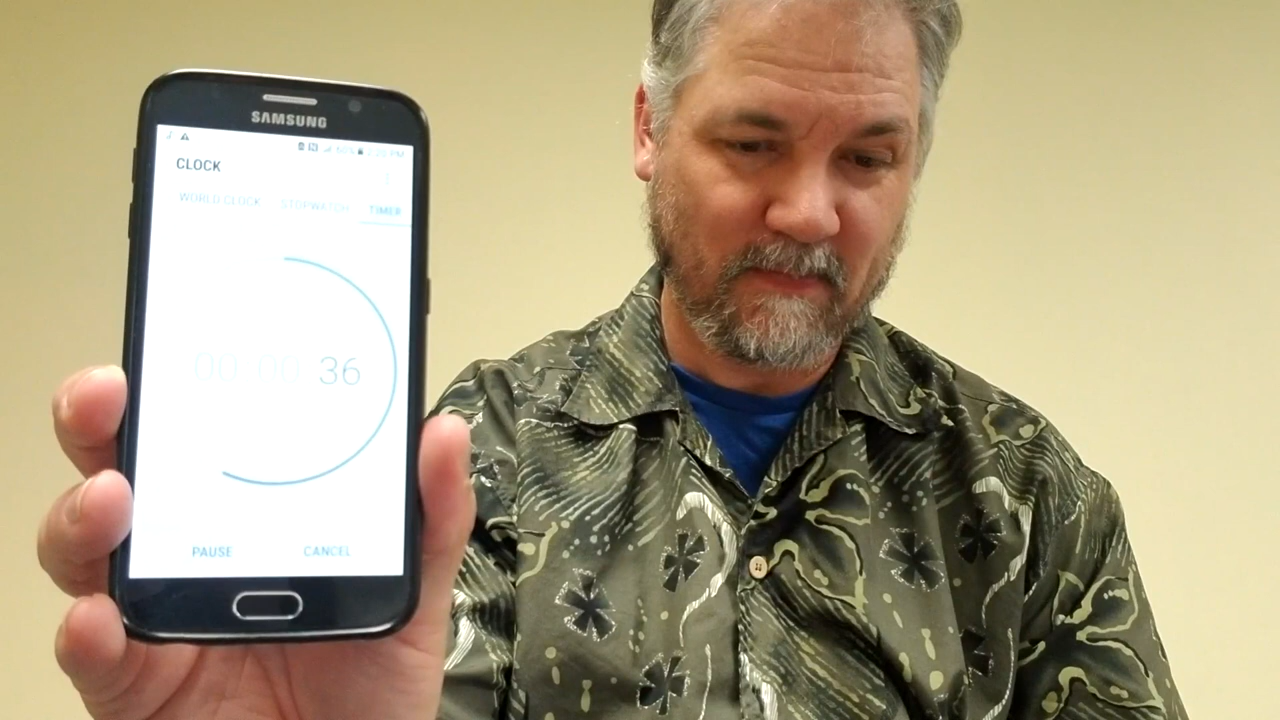 SAMSUNG
CLOCK
WORLD CLOCK STOPWATCH TIMER
00 00 36
PAUSE CANCEL